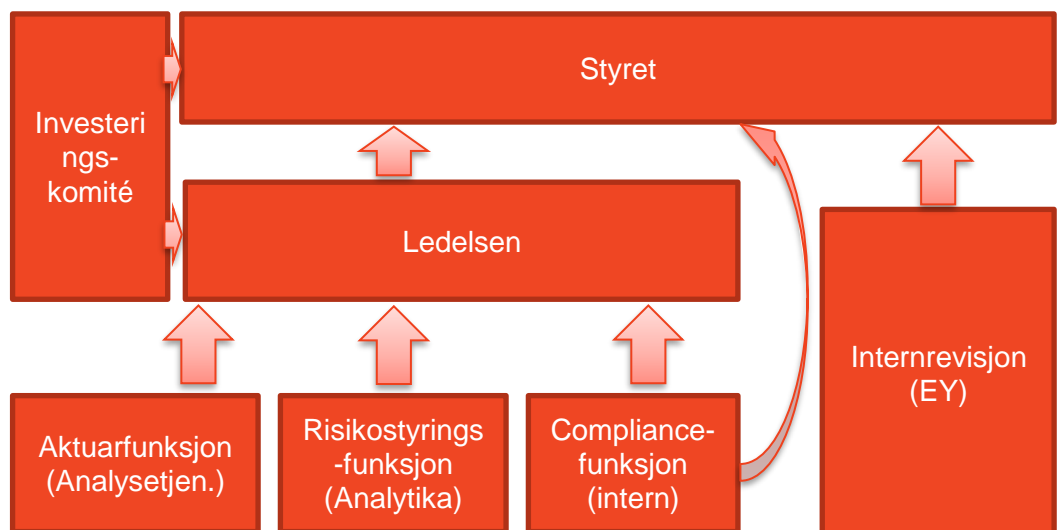 Styret
Investeri
ngs-
komité
Ledelsen
Internrevisjon
(EY)
Aktuarfunksjon
(Analysetjen.)
Risikostyrings
-funksjon
(Analytika)
Compliance-
funksjon
(intern)